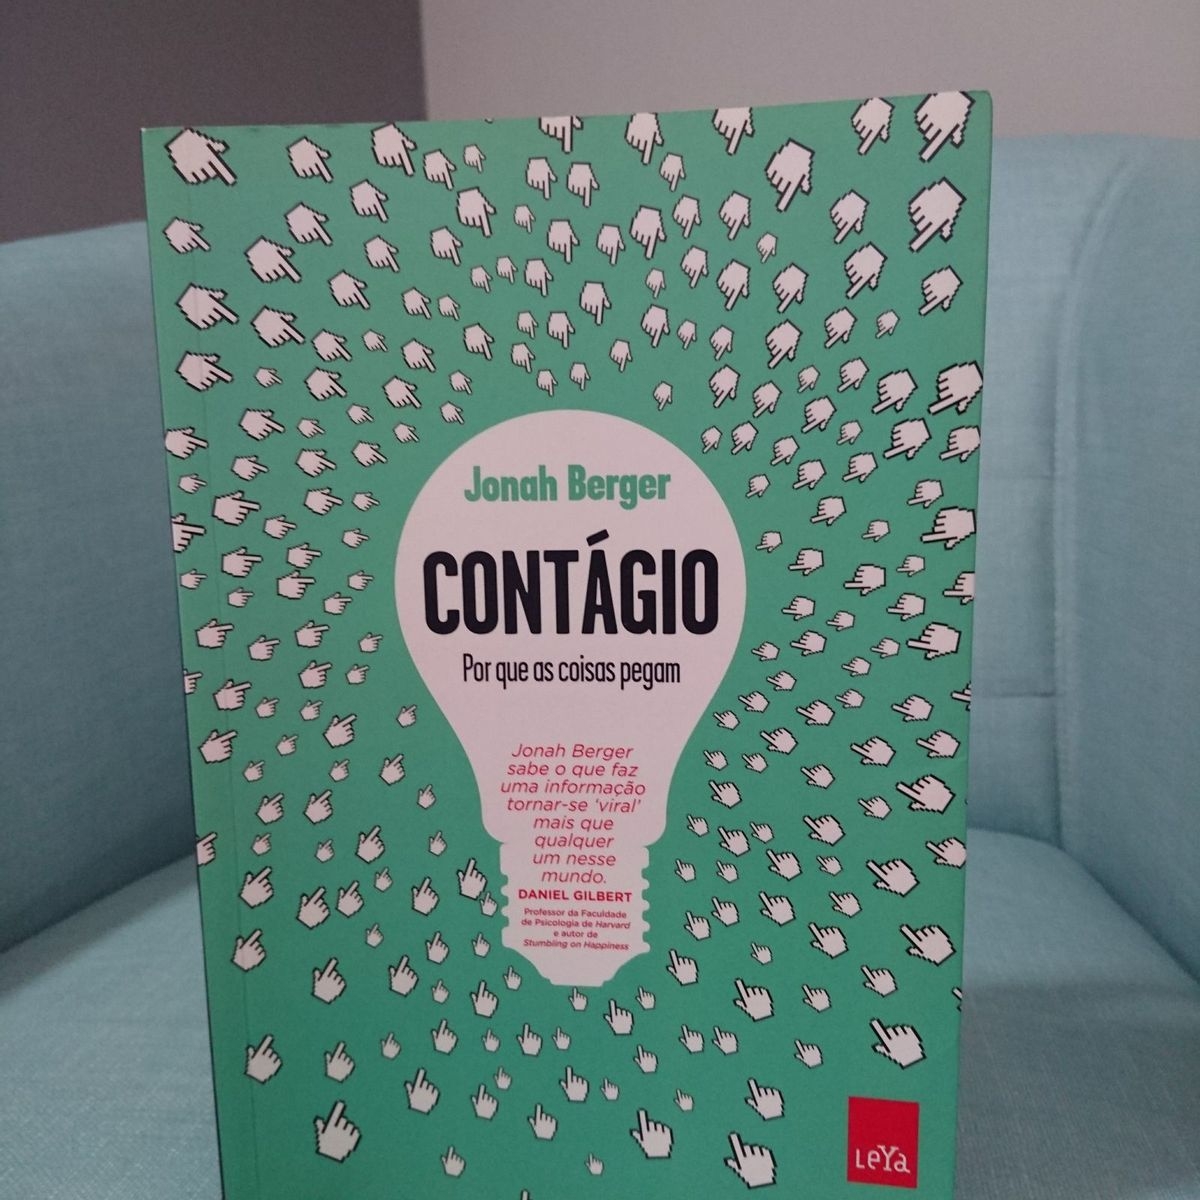 Jonah Berger
CONTÁGIO
Por que as coisas pegam
Jonah Berger
sabe o que faz
uma informação
tornar-se ‘viral’
mais que
qualquer
um nesse
mundo.
DANIEL GILBERT
Professor da Faculdade
de Psicologia de Harvard
e autor de
Stumbling on Happiness
LeYa